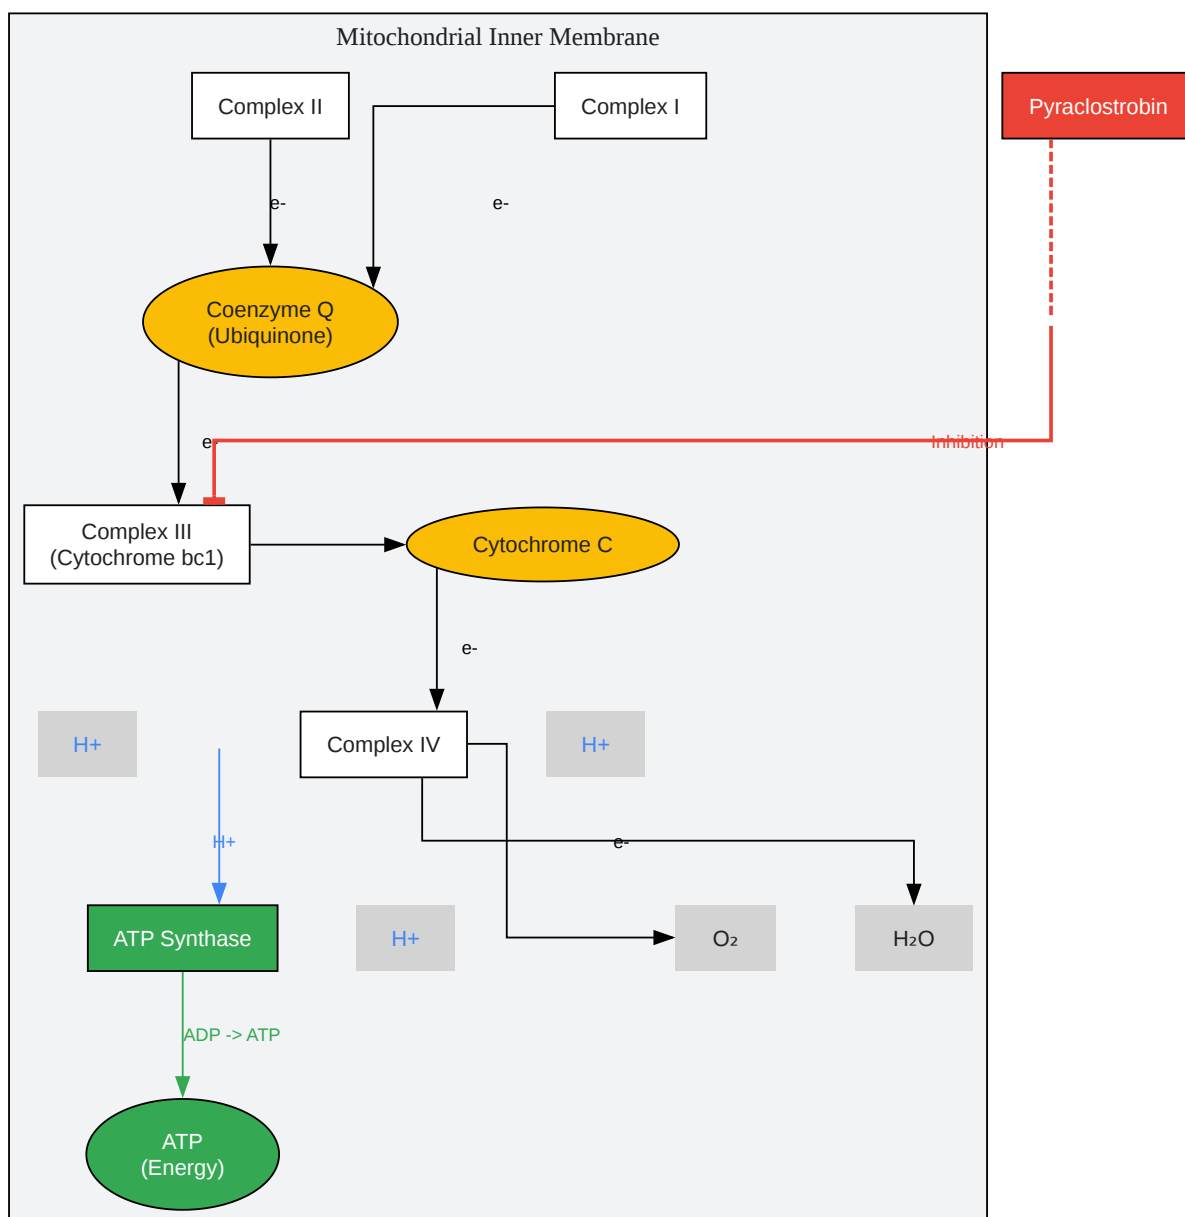 Mitochondrial Inner Membrane
Complex II
Complex I
Pyraclostrobin
e-
e-
Coenzyme Q
(Ubiquinone)
e-
Inhibition
Complex III
(Cytochrome bc1)
Cytochrome C
e-
H+
Complex IV
H+
H+
e-
ATP Synthase
H+
O₂
H₂O
ADP -> ATP
ATP
(Energy)